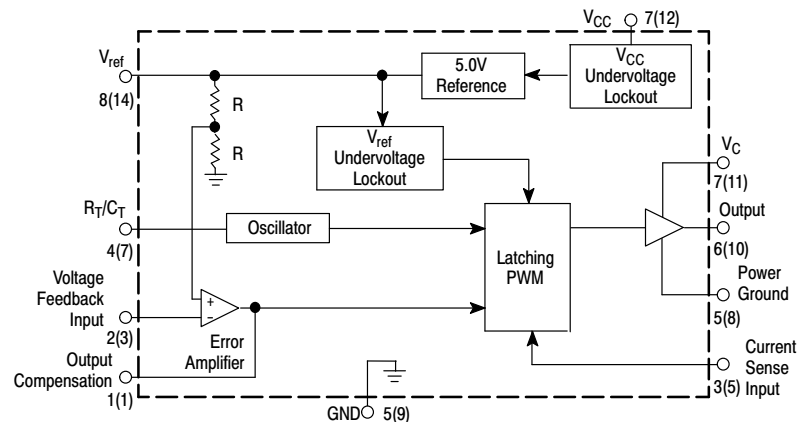 VCC 7(12)
Vref
8(14)
5.0V
Reference
VCC
Undervoltage
Lockout
R
R
Vref
Undervoltage
Lockout
VC
7(11)
RT/CT
4(7)
Oscillator
Latching
PWM
Output
6(10)
Voltage
Feedback
Input
2(3)
+
−
Error
Amplifier
Power
Ground
5(8)
Output
Compensation
1(1)
Current
Sense
Input
3(5)
GND 5(9)